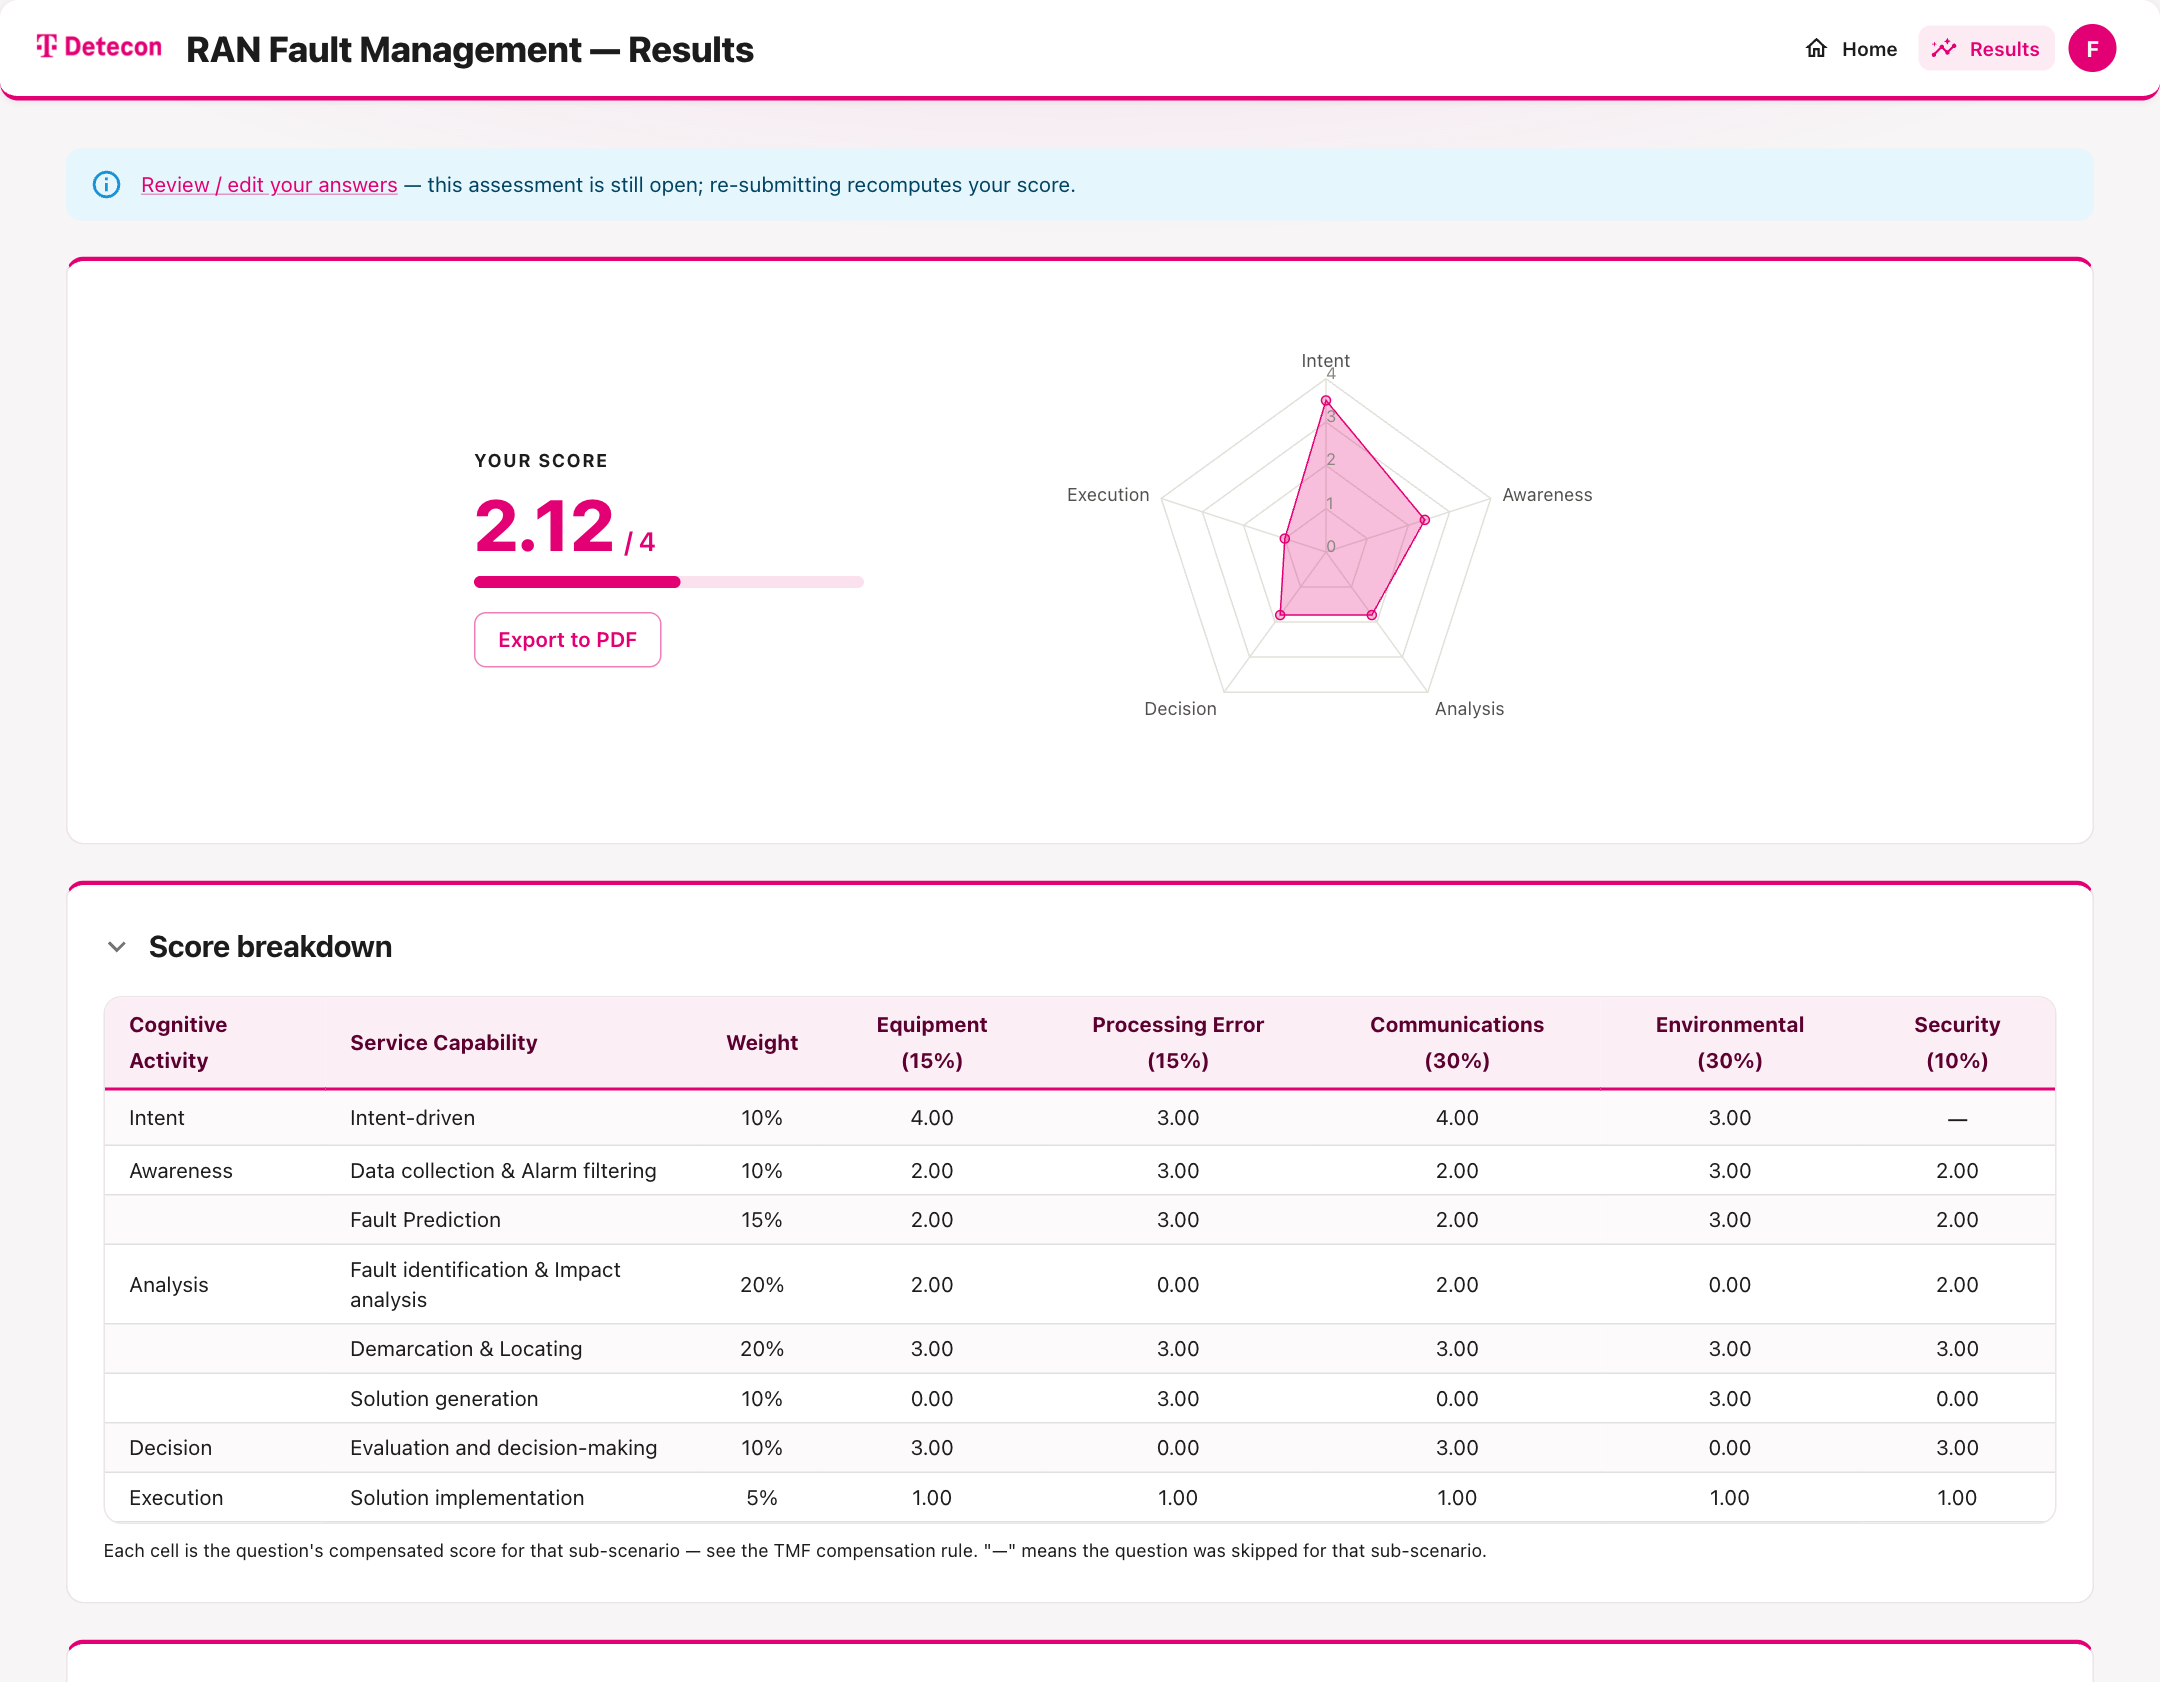 T Detecon
RAN Fault Management — Results
Home
Results
F
Review / edit your answers — this assessment is still open; re-submitting recomputes your score.
YOUR SCORE
2.12 / 4
Export to PDF
Intent
4
3
2
1
0
Execution
Awareness
Decision
Analysis
Score breakdown
Cognitive Activity Service Capability Weight Equipment (15%) Processing Error (15%) Communications (30%) Environmental (30%) Security (10%)
Intent Intent-driven 10% 4.00 3.00 4.00 3.00 —
Awareness Data collection & Alarm filtering 10% 2.00 3.00 2.00 3.00 2.00
Fault Prediction 15% 2.00 3.00 2.00 3.00 2.00
Analysis Fault identification & Impact analysis 20% 2.00 0.00 2.00 0.00 2.00
Demarcation & Locating 20% 3.00 3.00 3.00 3.00 3.00
Solution generation 10% 0.00 3.00 0.00 3.00 0.00
Decision Evaluation and decision-making 10% 3.00 0.00 3.00 0.00 3.00
Execution Solution implementation 5% 1.00 1.00 1.00 1.00 1.00
Each cell is the question's compensated score for that sub-scenario — see the TMF compensation rule. "—" means the question was skipped for that sub-scenario.